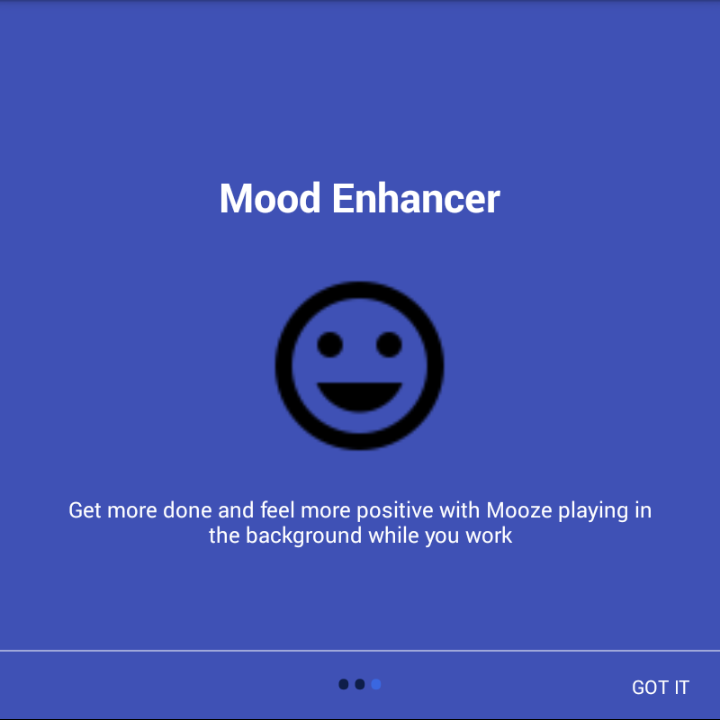 Mood Enhancer
Get more done and feel more positive with Mooze playing in
the background while you work
GOT IT